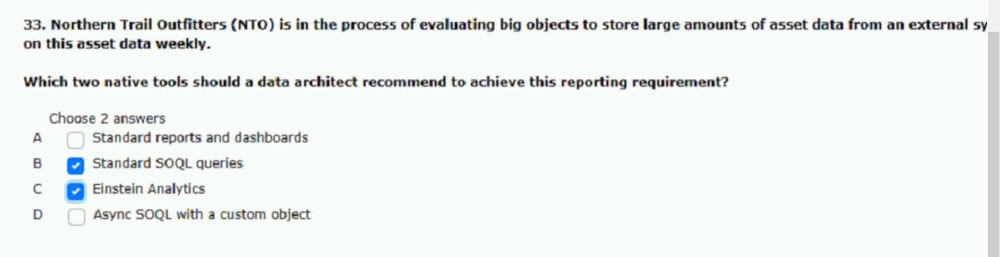 33. Northern Trail Outfitters (NTO) is in the process of evaluating big objects to store large amounts of asset data from an external sy
on this asset data weekly.
Which two native tools should a data architect recommend to achieve this reporting requirement?
Choose 2 answers
A Standard reports and dashboards
B Standard SOQL queries
C Einstein Analytics
D Async SOQL with a custom object